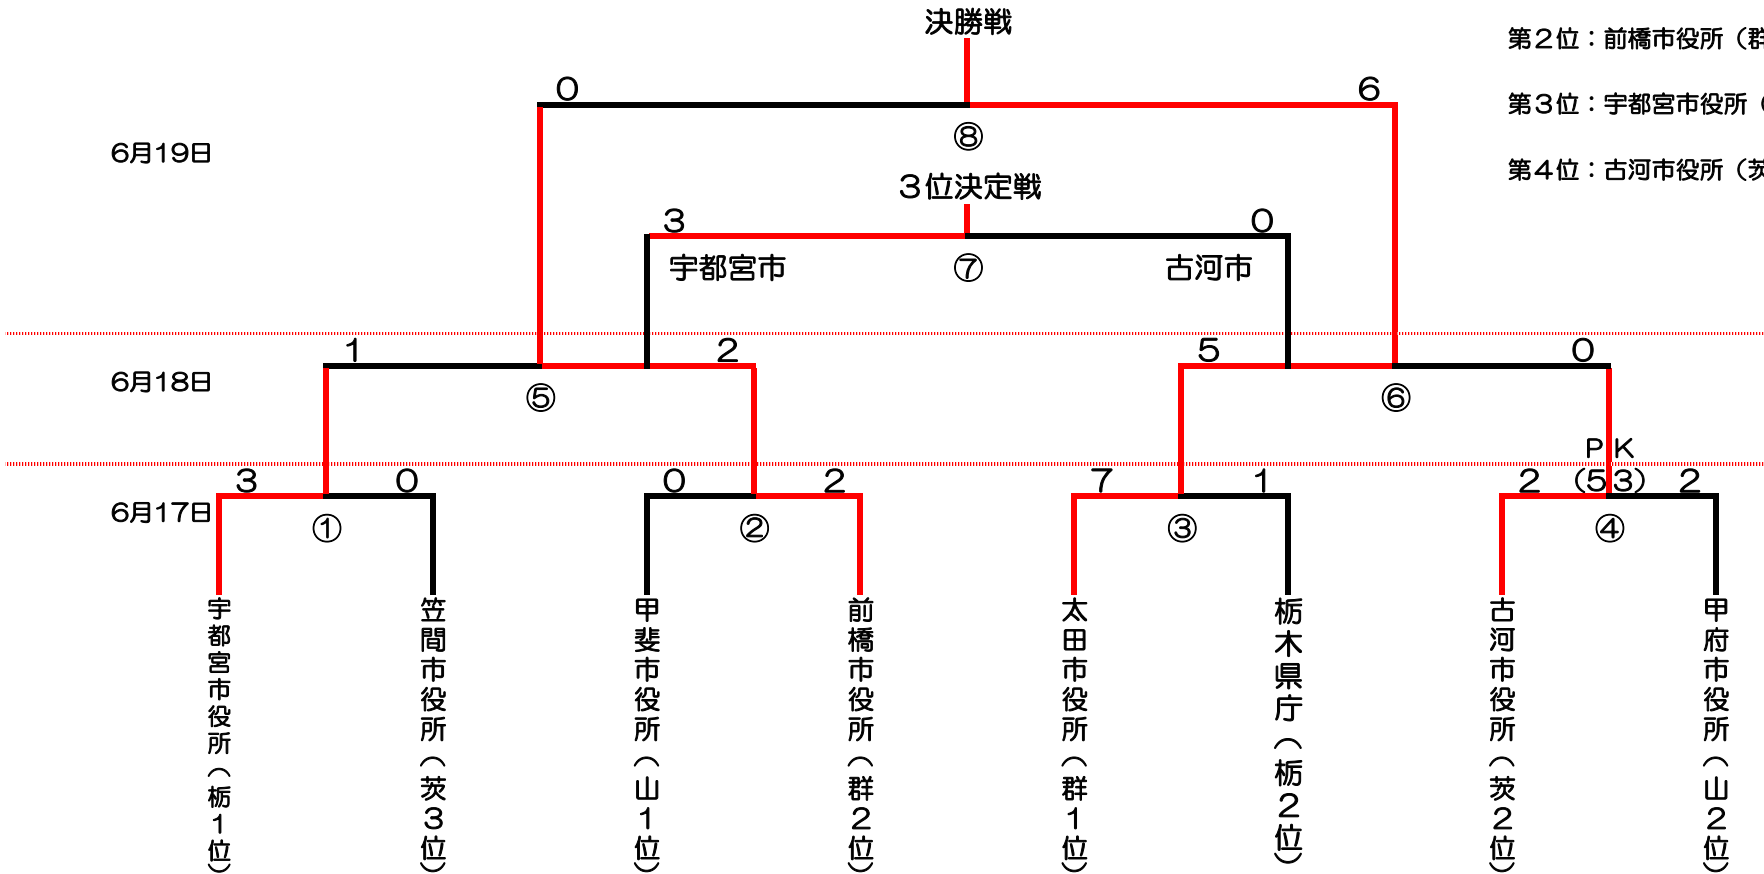 決勝戦
第２位：前橋市役所（群
0
6
⑧
第３位：宇都宮市役所（
6月19日
第４位：古河市役所（茨
３位決定戦
3
0
宇都宮市
⑦
古河市
1
2
5
0
6月18日
⑤
⑥
ＰＫ
3
0
0
2
7
1
2
（53）
2
6月17日
①
②
③
④
宇都宮市役所（栃１位）
笠間市役所（茨３位）
甲斐市役所（山１位）
前橋市役所（群２位）
太田市役所（群１位）
栃木県庁（栃２位）
古河市役所（茨２位）
甲府市役所（山２位）